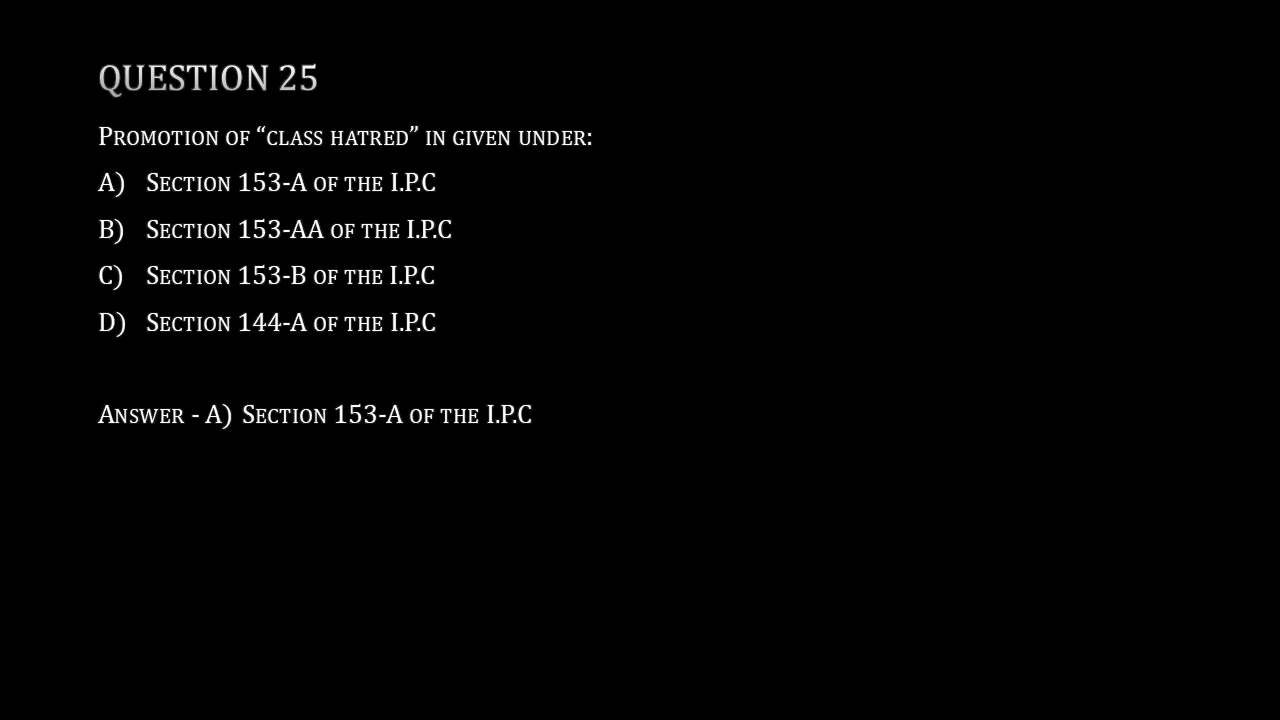 QUESTION 25
PROMOTION OF “CLASS HATRED” IN GIVEN UNDER:
A) SECTION 153-A OF THE I.P.C
B) SECTION 153-AA OF THE I.P.C
C) SECTION 153-B OF THE I.P.C
D) SECTION 144-A OF THE I.P.C
ANSWER - A) SECTION 153-A OF THE I.P.C